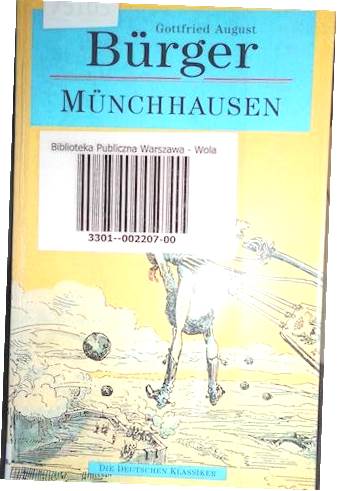 Gottfried August
Bürger
MÜNCHHAUSEN
Biblioteka Publiczna Warszawa - Wola
3301--002207-00
DIE DEUTSCHEN KLASSIKER